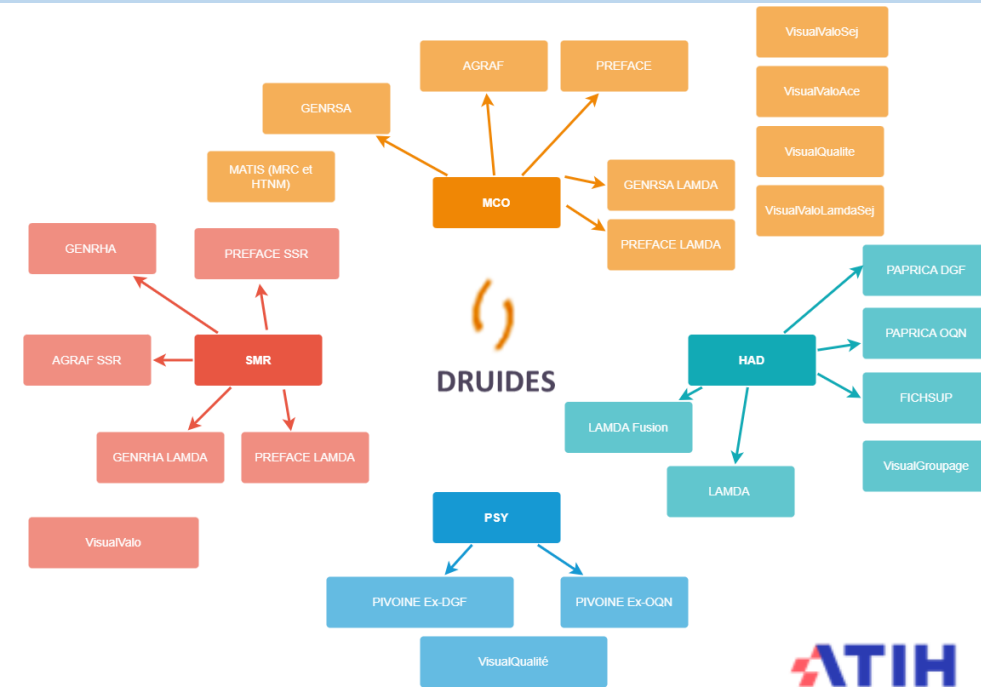 VisualValoSej
AGRAF
PREFACE
VisualValoAce
GENRSA
VisualQualite
MATIS (MRC et
HTNM)
GENRSA LAMDA
MCO
VisualValoLamdaSej
PREFACE LAMDA
GENRHA
PREFACE SSR
PAPRICA DGF
PAPRICA OQN
AGRAF SSR
SMR
HAD
DRUIDES
FICHSUP
LAMDA Fusion
GENRHA LAMDA
PREFACE LAMDA
VisualGroupage
LAMDA
PSY
VisualValo
PIVOINE Ex-DGF
PIVOINE Ex-OQN
VisualQualité
ATIH